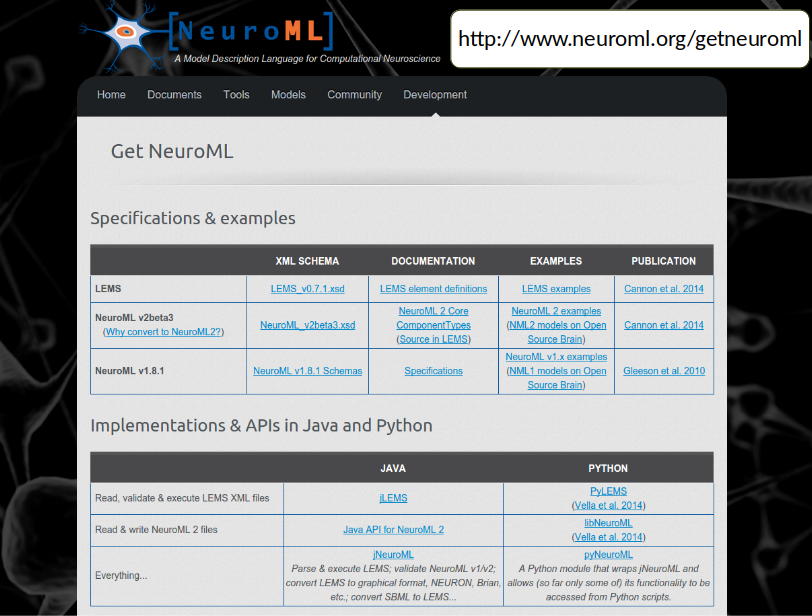 [NeuroML]
A Model Description Language for Computational Neuroscience
http://www.neuroml.org/getneuroml
Home Documents Tools Models Community Development
Get NeuroML
Specifications & examples
XML SCHEMA DOCUMENTATION EXAMPLES PUBLICATION
LEMS LEMS_v0.7.1.xsd LEMS element definitions LEMS examples Cannon et al. 2014
NeuroML v2beta3
(Why convert to NeuroML2?)
NeuroML_v2beta3.xsd
NeuroML 2 Core
ComponentTypes
(Source in LEMS)
NeuroML 2 examples
(NML2 models on Open
Source Brain)
Cannon et al. 2014
NeuroML v1.8.1
NeuroML v1.8.1 Schemas
Specifications
NeuroML v1.x examples
(NML1 models on Open
Source Brain)
Gleeson et al. 2010
Implementations & APIs in Java and Python
JAVA PYTHON
Read, validate & execute LEMS XML files
jLEMS
PyLEMS
(Vella et al. 2014)
Read & write NeuroML 2 files
Java API for NeuroML 2
libNeuroML
(Vella et al. 2014)
Everything...
jNeuroML
Parse & execute LEMS; validate NeuroML v1/v2;
convert LEMS to graphical format, NEURON, Brian,
etc.; convert SBML to LEMS...
pyNeuroML
A Python module that wraps jNeuroML and
allows (so far only some of) its functionality to be
accessed from Python scripts.